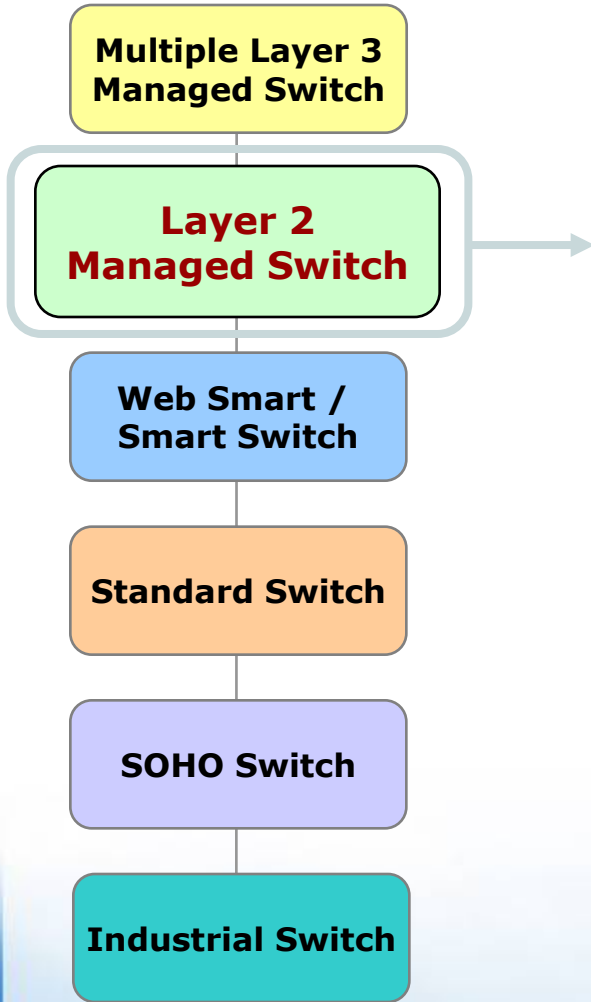 Multiple Layer 3
Managed Switch
Layer 2
Managed Switch
Web Smart /
Smart Switch
Standard Switch
SOHO Switch
Industrial Switch